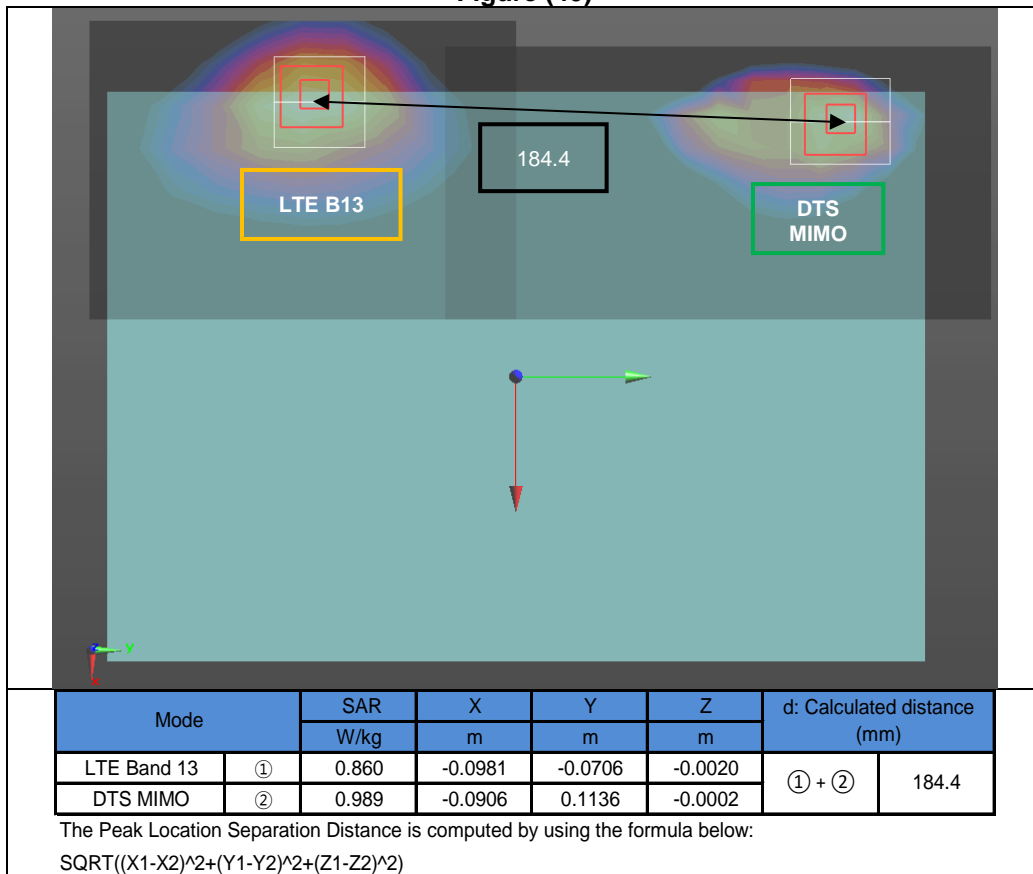 184.4
LTE B13
DTS
MIMO
Y
X
Mode SAR X Y Z d: Calculated distance
W/kg m m m (mm)
LTE Band 13 ① 0.860 -0.0981 -0.0706 -0.0020 ① + ② 184.4
DTS MIMO ② 0.989 -0.0906 0.1136 -0.0002
The Peak Location Separation Distance is computed by using the formula below:
SQRT((X1-X2)^2+(Y1-Y2)^2+(Z1-Z2)^2)